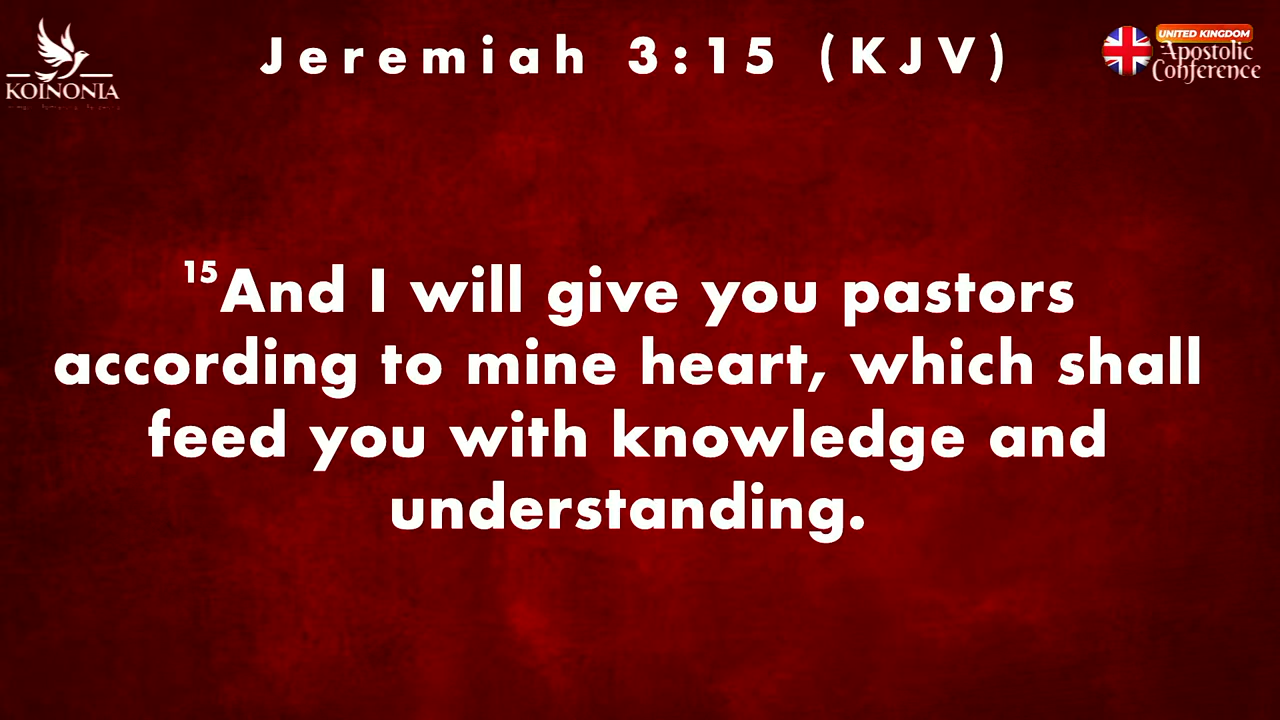 Jeremiah 3:15 (KJV)
KOINONIA
UNITED KINGDOM
Apostolic
Conference
15And I will give you pastors
according to mine heart, which shall
feed you with knowledge and
understanding.